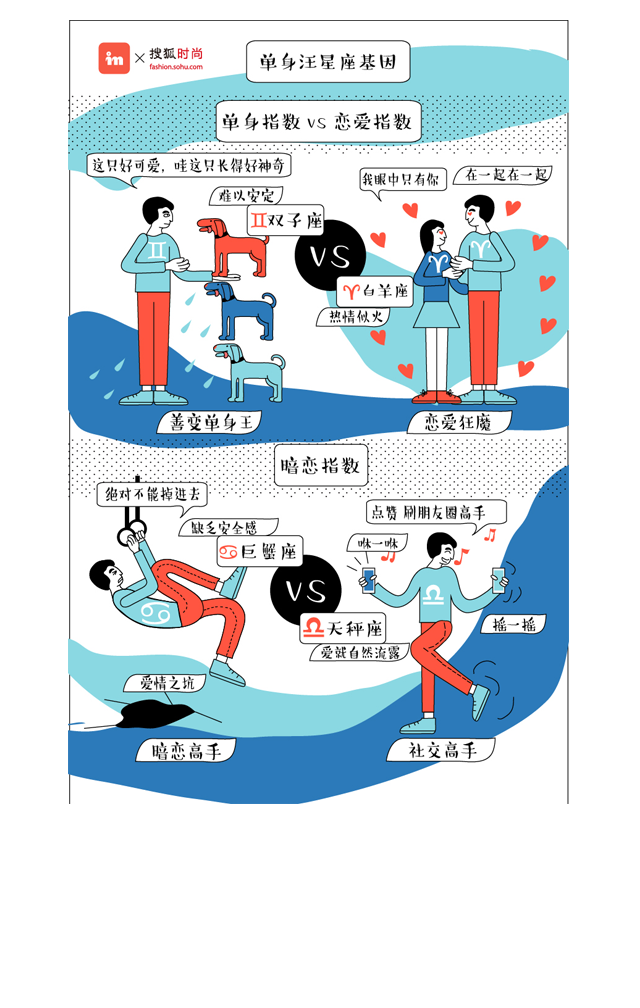 in × 搜狐时尚
fashion.sohu.com
单身汪星座基因
单身指数 VS 恋爱指数
这只好可爱，哇这只长得好神奇
难以安定
双子座
VS
我眼中只有你
在一起在一起
白羊座
热情似火
善变单身王
恋爱狂魔
暗恋指数
绝对不能掉进去
缺乏安全感
巨蟹座
VS
点赞 刷朋友圈高手
咻一咻
天秤座
爱就自然流露
摇一摇
爱情之坑
暗恋高手
社交高手